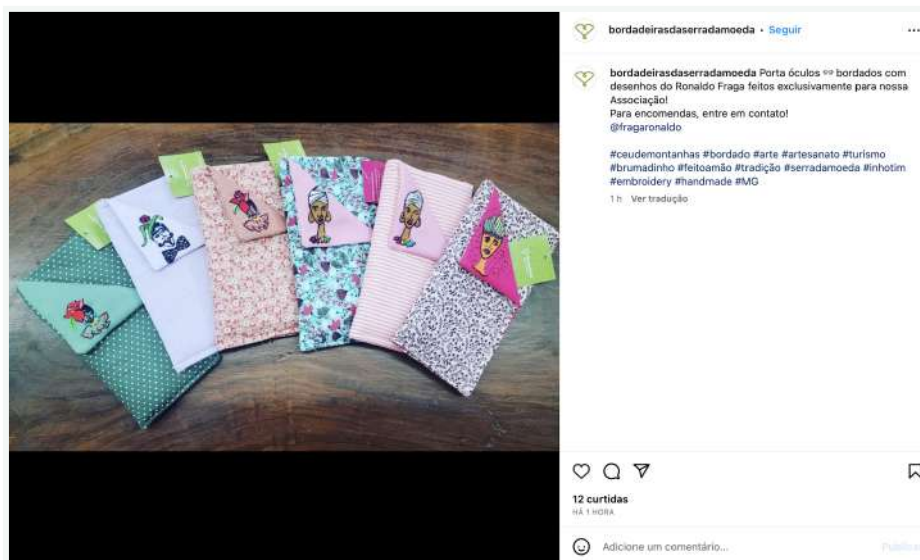 bordadeirasdaserradamoeda • Seguir
bordadeirasdaserradamoeda Porta óculos 👓 bordados com
desenhos do Ronaldo Fraga feitos exclusivamente para nossa
Associação!
Para encomendas, entre em contato!
@fragaronaldo
#ceudemontanhas #bordado #arte #artesanato #turismo
#brumadinho #feitoamão #tradição #serradamoeda #inhotim
#embroidery #handmade #MG
1 h Ver tradução
12 curtidas
HÁ 1 HORA
Adicione um comentário...
Publicar